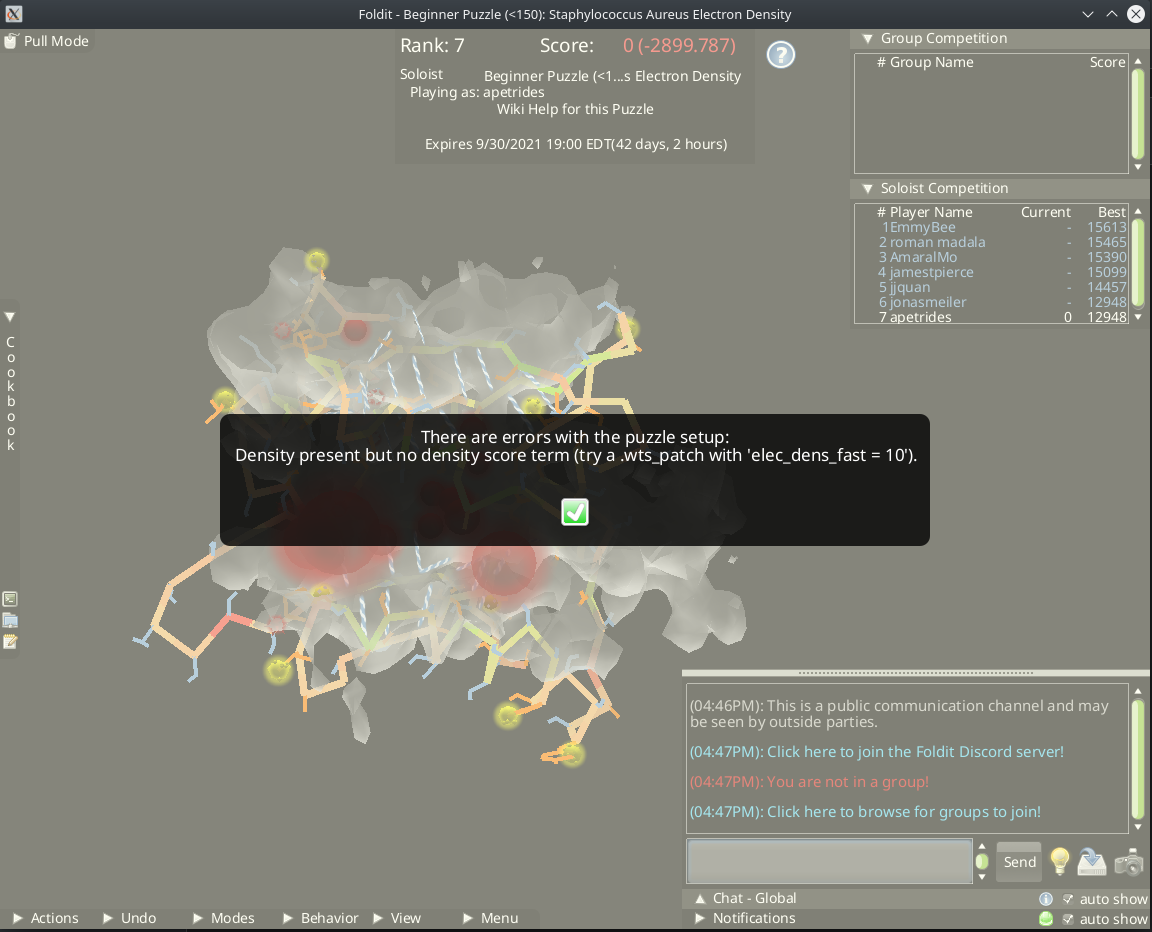 Foldit - Beginner Puzzle (<150): Staphylococcus Aureus Electron Density
Pull Mode
Rank: 7 Score: 0 (-2899.787)
Soloist Beginner Puzzle (<1...s Electron Density
Playing as: apetrides
Wiki Help for this Puzzle
Expires 9/30/2021 19:00 EDT(42 days, 2 hours)
?
Group Competition
# Group Name Score
Soloist Competition
# Player Name Current Best
1 EmmyBee - 15613
2 roman madala - 15465
3 AmaralMo - 15390
4 jamestpierce - 15099
5 jjquan - 14457
6 jonasmeiler - 12948
7 apetrides 0 12948
Cookbook
There are errors with the puzzle setup:
Density present but no density score term (try a .wts_patch with 'elec_dens_fast = 10').
(04:46PM): This is a public communication channel and may
be seen by outside parties.
(04:47PM): Click here to join the Foldit Discord server!
(04:47PM): You are not in a group!
(04:47PM): Click here to browse for groups to join!
Send
Chat - Global auto show
Notifications auto show
Actions Undo Modes Behavior View Menu